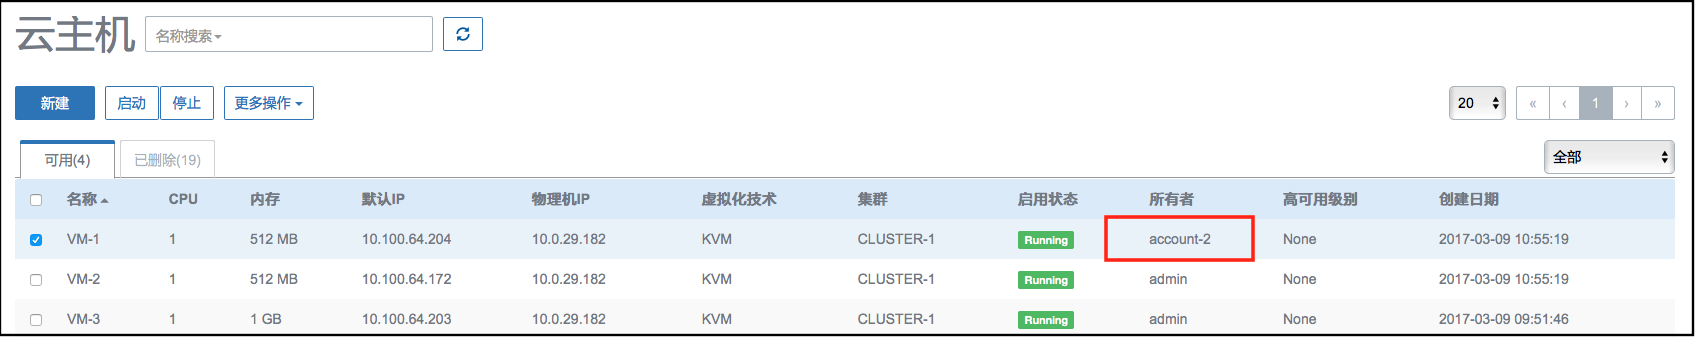 云主机 名称搜索
新建 启动 停止 更多操作 20 « ‹ 1 › »
可用(4) 已删除(19) 全部
名称 CPU 内存 默认IP 物理机IP 虚拟化技术 集群 启用状态 所有者 高可用级别 创建日期
VM-1 1 512 MB 10.100.64.204 10.0.29.182 KVM CLUSTER-1 Running account-2 None 2017-03-09 10:55:19
VM-2 1 512 MB 10.100.64.172 10.0.29.182 KVM CLUSTER-1 Running admin None 2017-03-09 10:55:19
VM-3 1 1 GB 10.100.64.203 10.0.29.182 KVM CLUSTER-1 Running admin None 2017-03-09 09:51:46